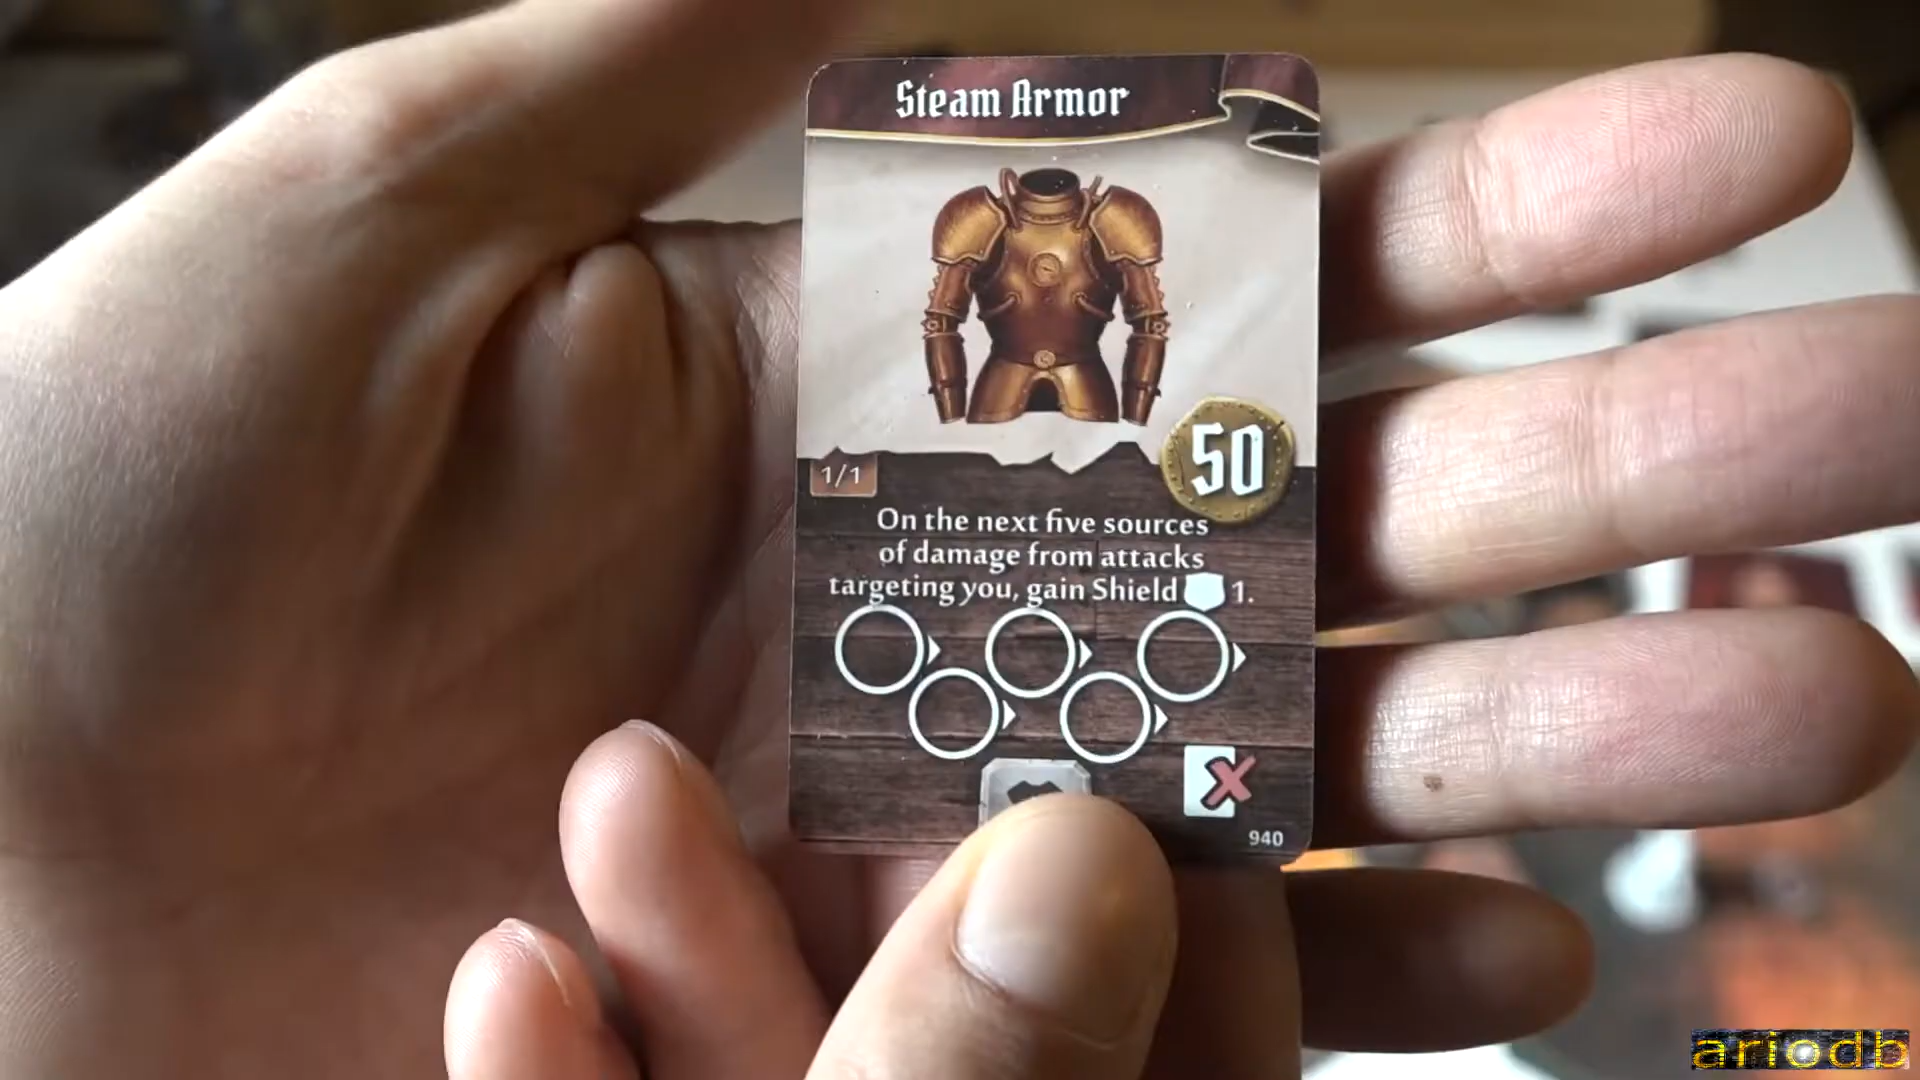 Steam Armor
50
1/1
On the next five sources
of damage from attacks
targeting you, gain Shield 1.
940
ariodb